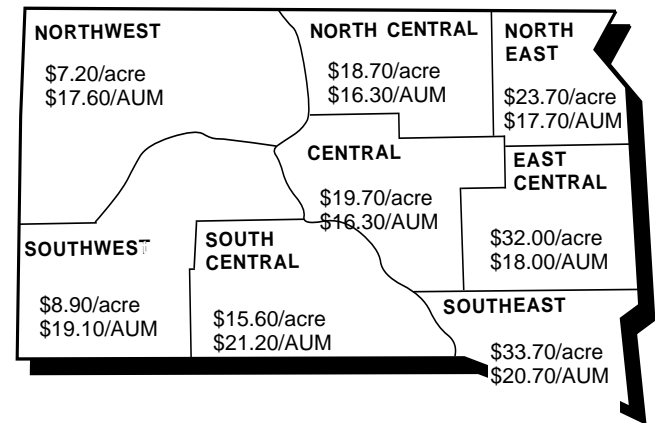 NORTHWEST
$7.20/acre
$17.60/AUM
NORTH CENTRAL
$18.70/acre
$16.30/AUM
NORTH
EAST
$23.70/acre
$17.70/AUM
CENTRAL
$19.70/acre
$16.30/AUM
EAST
CENTRAL
$32.00/acre
$18.00/AUM
SOUTHWEST
$8.90/acre
$19.10/AUM
SOUTH
CENTRAL
$15.60/acre
$21.20/AUM
SOUTHEAST
$33.70/acre
$20.70/AUM